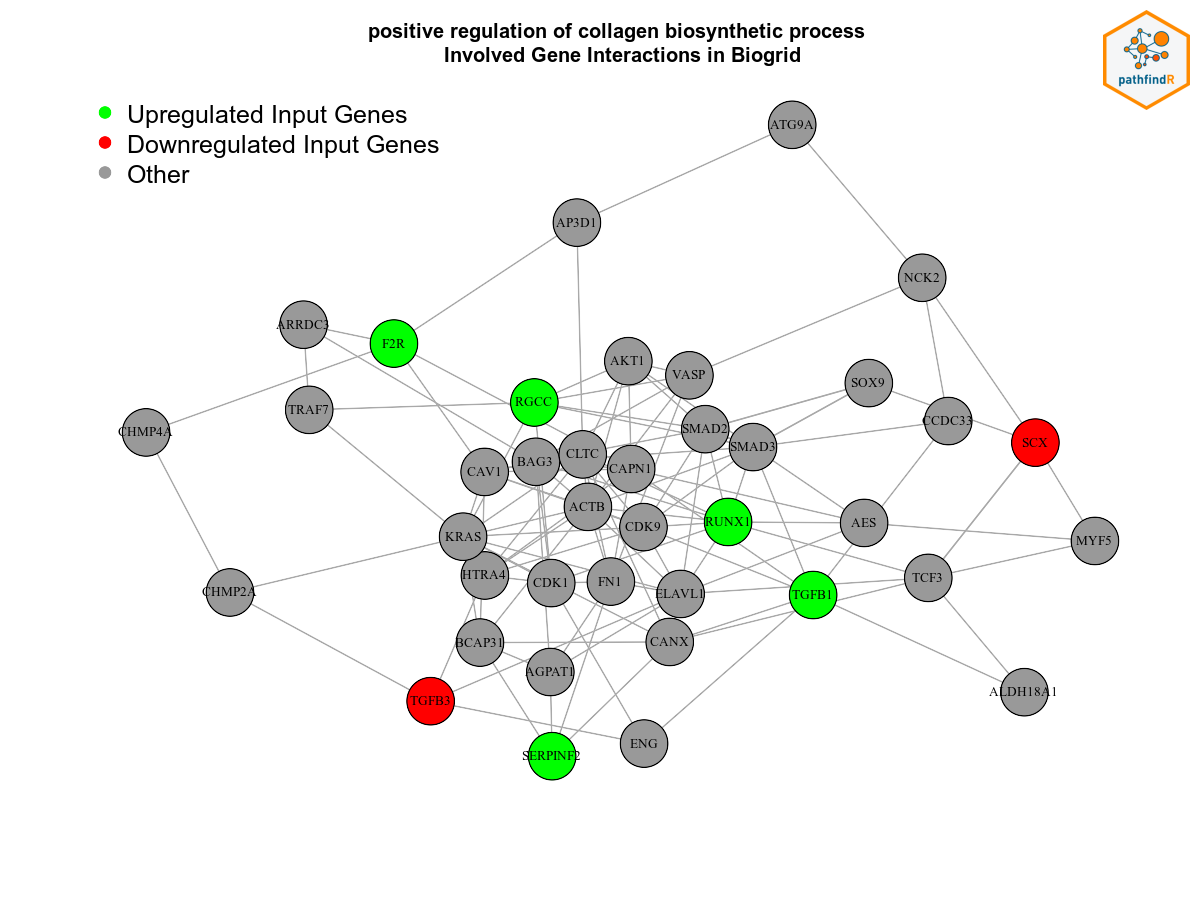 positive regulation of collagen biosynthetic process
Involved Gene Interactions in Biogrid
pathfindR
Upregulated Input Genes
Downregulated Input Genes
Other
ATG9A
AP3D1
NCK2
ARRDC3
F2R
AKT1
VASP
SOX9
RGCC
TRAF7
CHMP4A
SMAD2
CCDC33
SMAD3
SCX
CLTC
BAG3
CAPN1
CAV1
ACTB
CDK9
RUNX1
AES
KRAS
MYF5
HTRA4
CDK1
FN1
TCF3
CHMP2A
ELAVL1
TGFB1
BCAP31
CANX
AGPAT1
ALDH18A1
TGFB3
ENG
SERPINF2